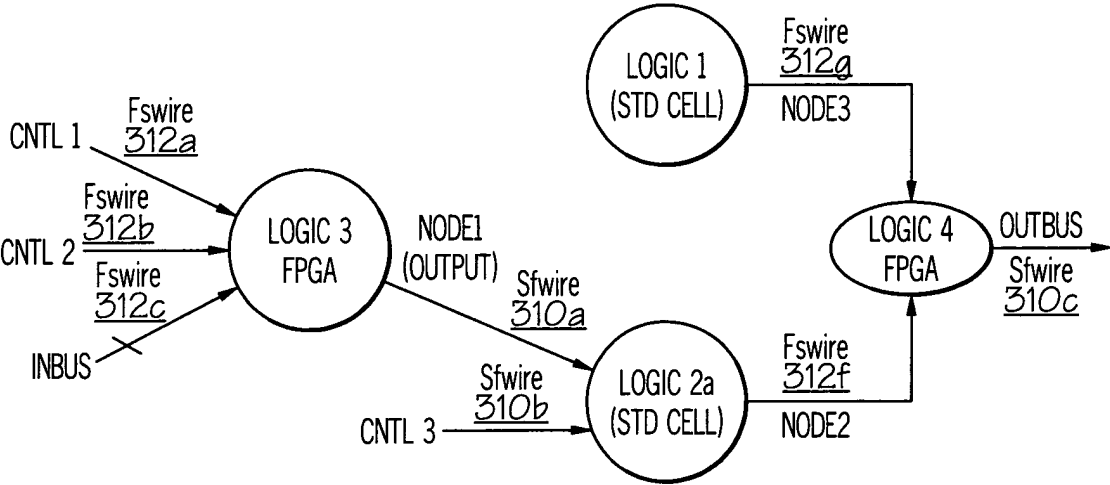 Fswire
312g
LOGIC 1
(STD CELL)
NODE3
Fswire
312a
CNTL 1
Fswire
312b
CNTL 2
Fswire
312c
INBUS
LOGIC 3
FPGA
NODE1
(OUTPUT)
Sfwire
310a
Sfwire
310b
CNTL 3
LOGIC 2a
(STD CELL)
Fswire
312f
NODE2
LOGIC 4
FPGA
OUTBUS
Sfwire
310c